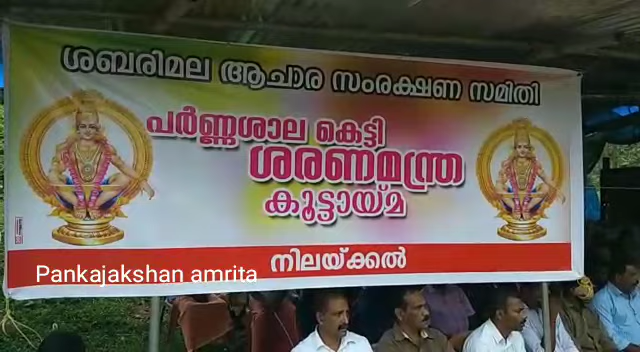 ശബരിമല ആചാര സംരക്ഷണ സമിതി
പർണ്ണശാല കെട്ടി
ശരണമന്ത്ര
കൂട്ടായ്മ
നിലയ്ക്കൽ
Pankajakshan amrita